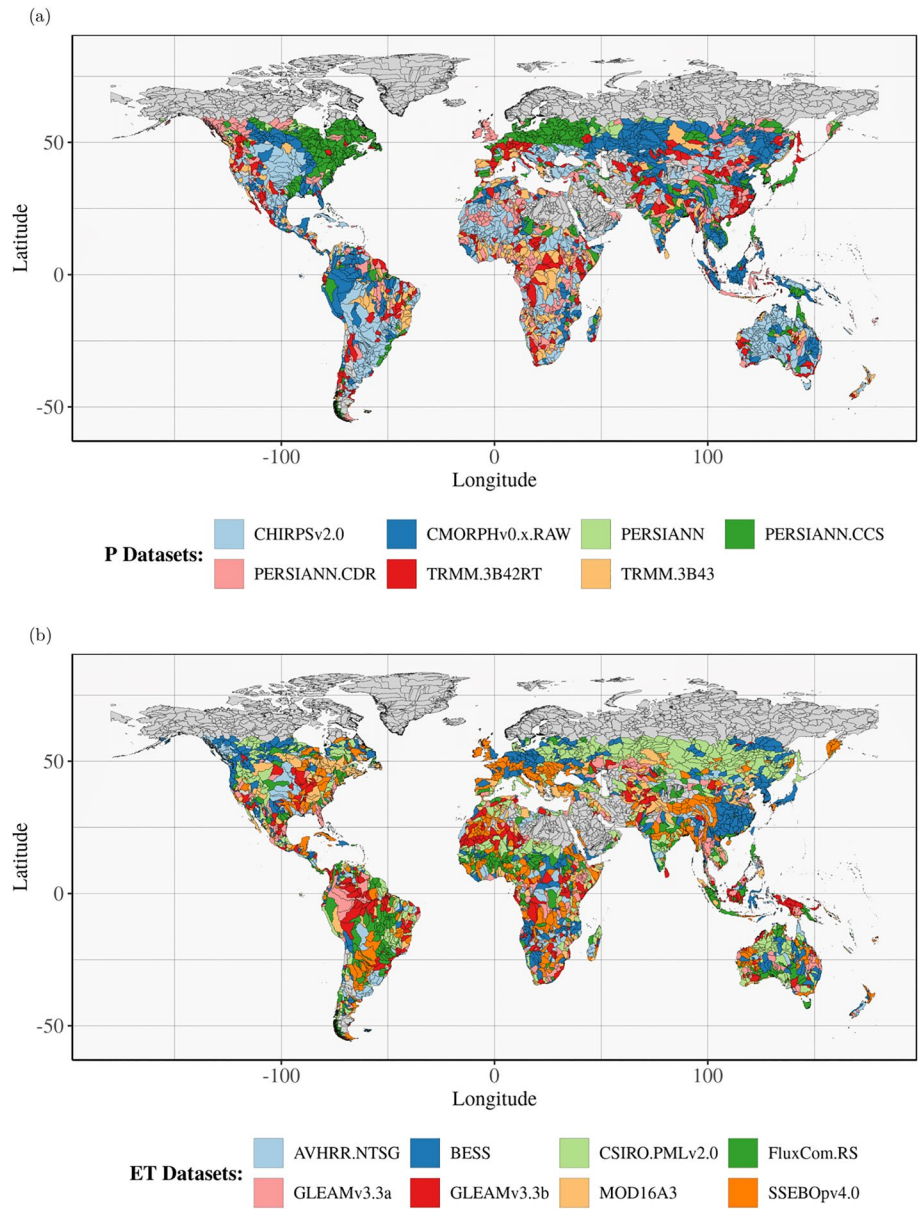 (a)
50
0
-50
Latitude
-100
0
100
Longitude
P Datasets:
CHIRPSv2.0
CMORPHv0.x.RAW
PERSIANN
PERSIANN.CCS
PERSIANN.CDR
TRMM.3B42RT
TRMM.3B43
(b)
50
0
-50
Latitude
-100
0
100
Longitude
ET Datasets:
AVHRR.NTSG
BESS
CSIRO.PMLv2.0
FluxCom.RS
GLEAMv3.3a
GLEAMv3.3b
MOD16A3
SSEBOpv4.0